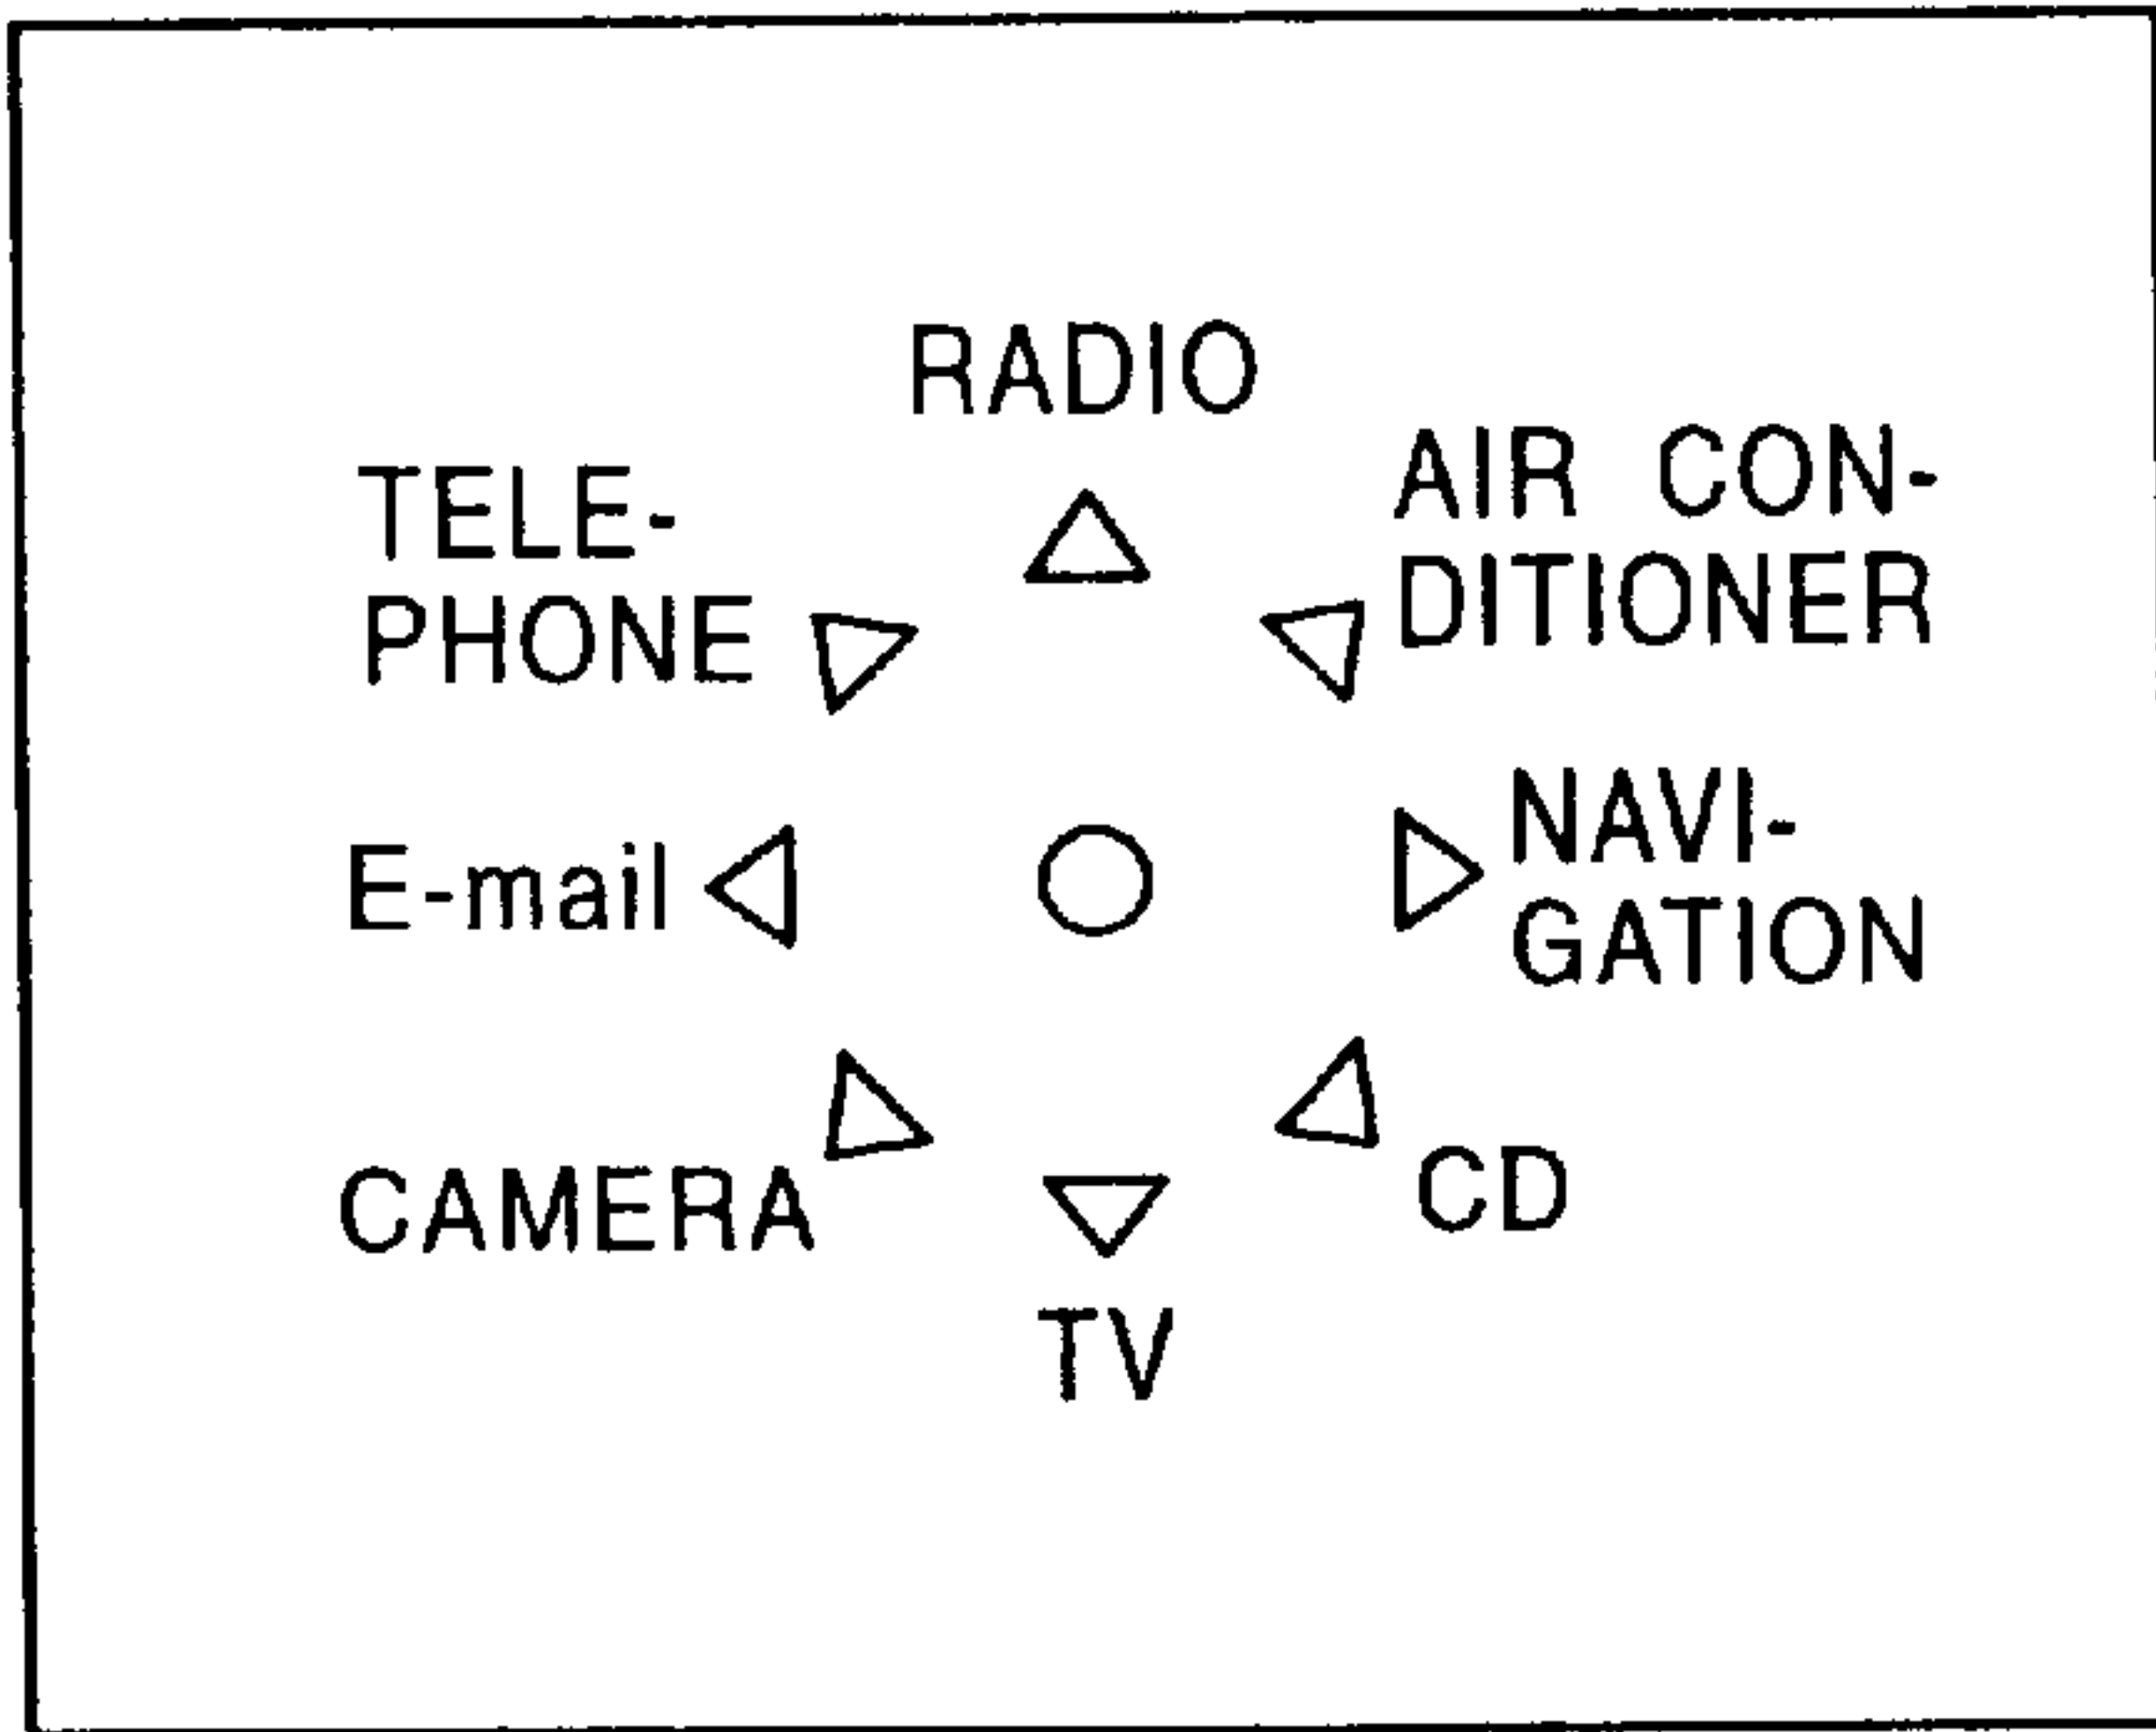 RADIO
TELE-
PHONE
AIR CON-
DITIONER
E-mail
NAVI-
GATION
CAMERA
CD
TV